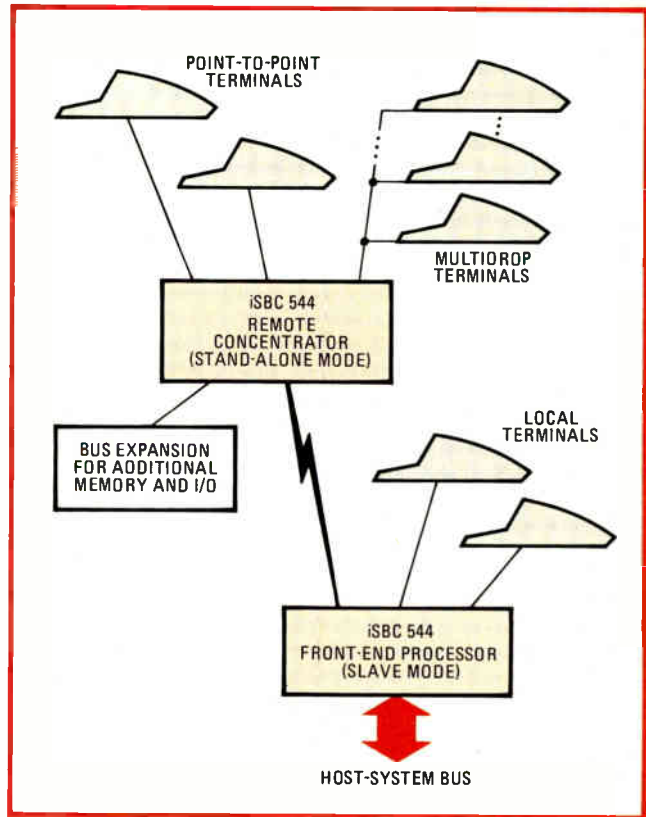 POINT-TO-POINT
TERMINALS
MULTIDROP
TERMINALS
iSBC 544
REMOTE
CONCENTRATOR
(STAND-ALONE MODE)
BUS EXPANSION
FOR ADDITIONAL
MEMORY AND I/O
LOCAL
TERMINALS
iSBC 544
FRONT-END PROCESSOR
(SLAVE MODE)
HOST-SYSTEM BUS